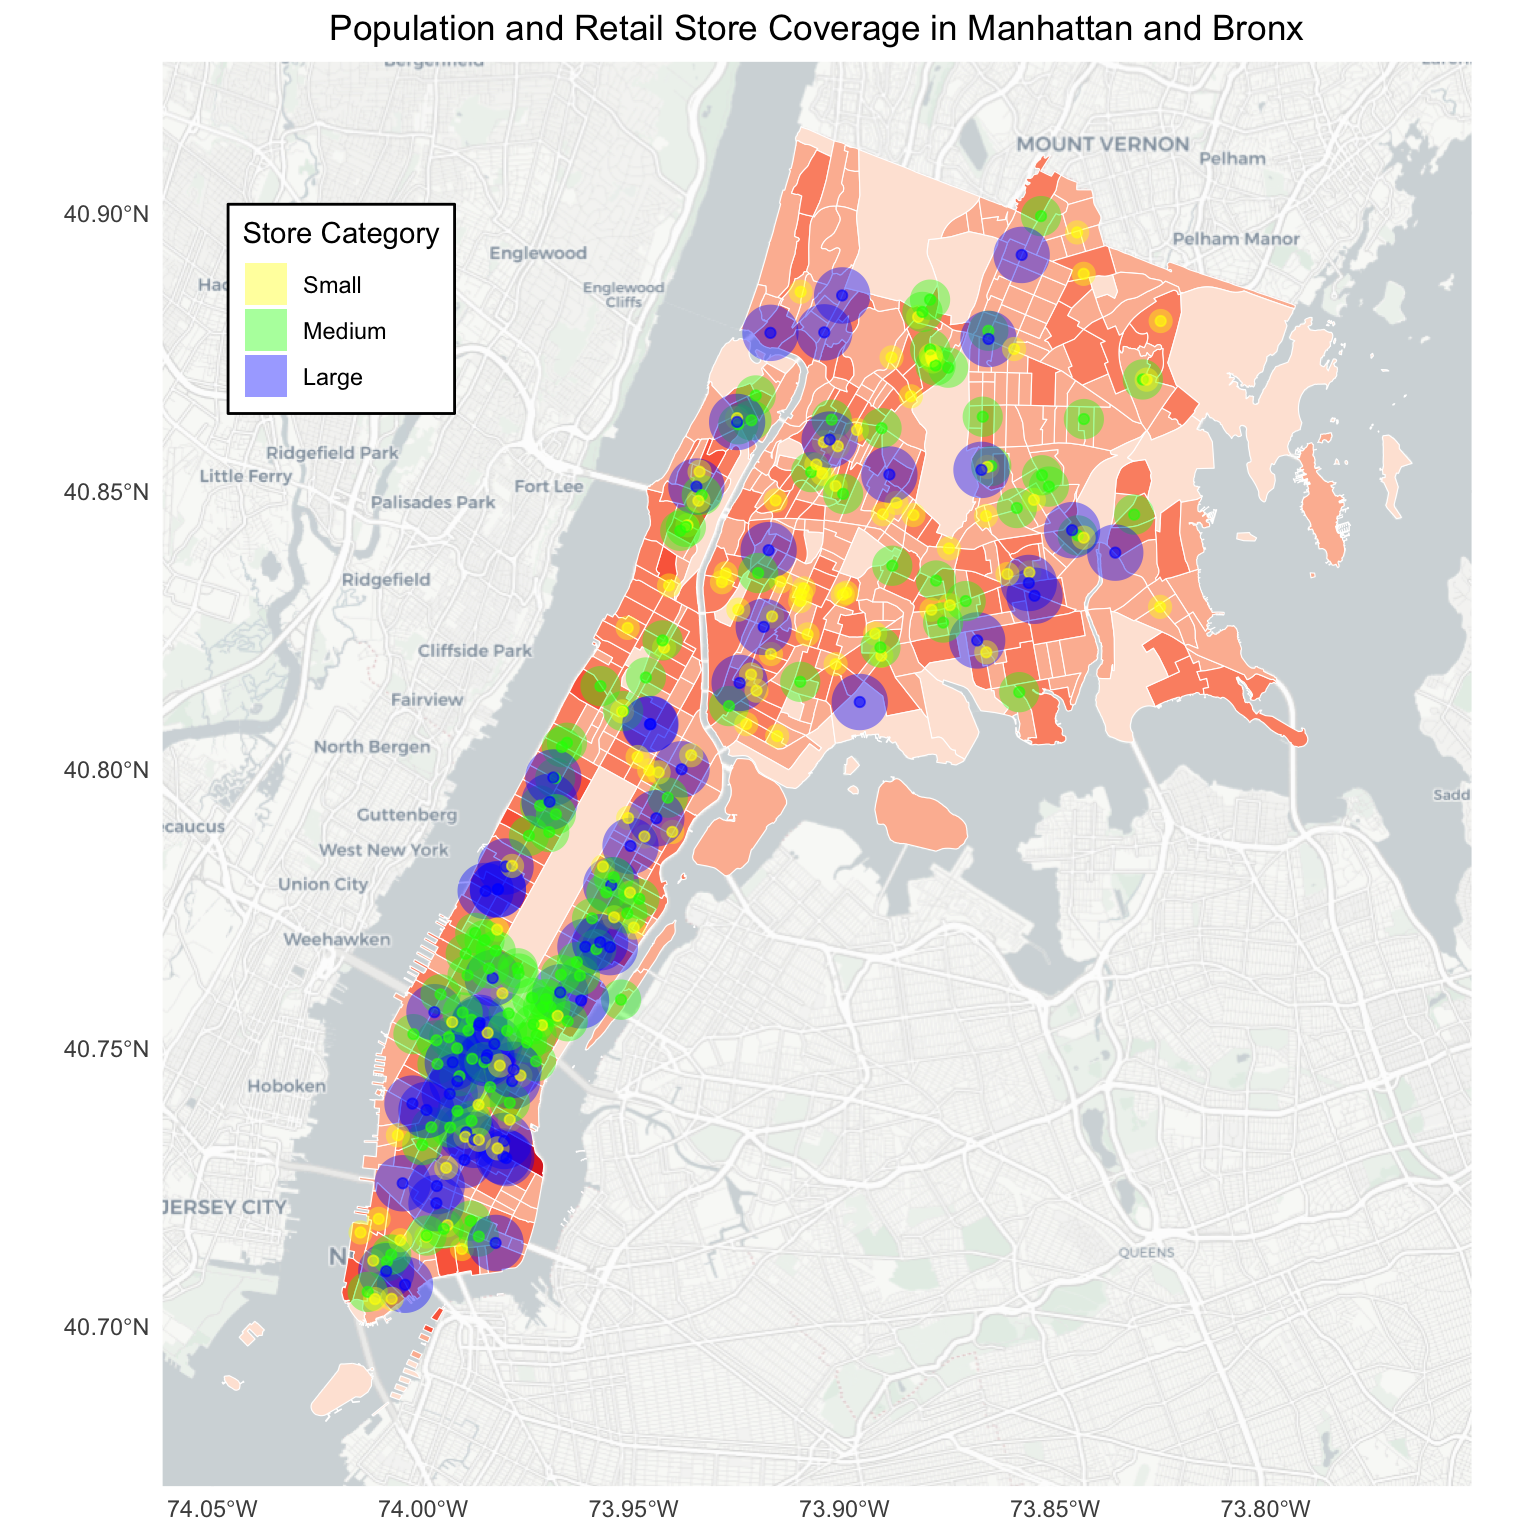 Population and Retail Store Coverage in Manhattan and Bronx
Bergenfield
MOUNT VERNON
Pelham
40.90°N
Store Category
Pelham Manor
Englewood
Small
Englewood
Cliffs
Medium
Large
Ridgefield Park
Little Ferry
40.85°N
Fort Lee
Palisades Park
Ridgefield
Cliffside Park
Fairview
North Bergen
40.80°N
Sadd
Guttenberg
ecaucus
West New York
Union City
Weehawken
40.75°N
Hoboken
JERSEY CITY
N
QUEENS
40.70°N
74.05°W
74.00°W
73.95°W
73.90°W
73.85°W
73.80°W